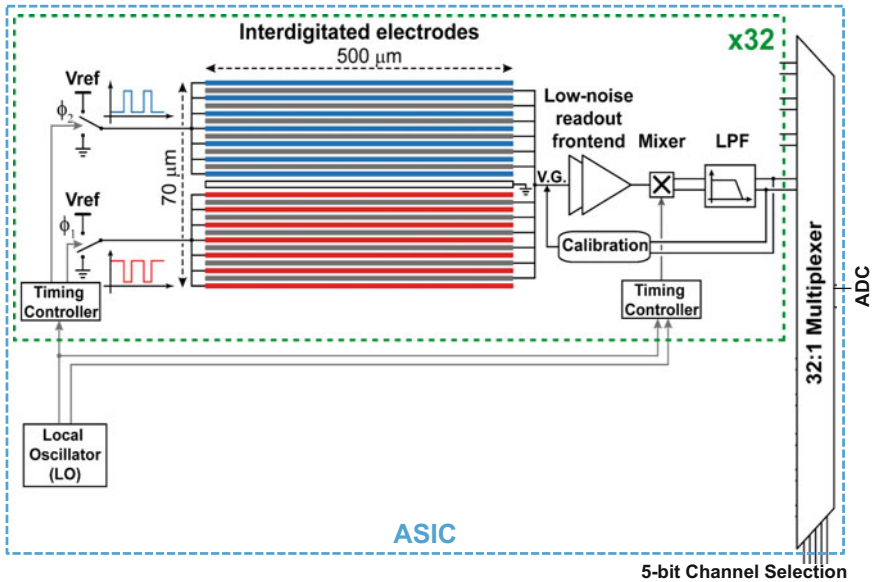 Interdigitated electrodes
x32
500 μm
Vref
ϕ2
70 μm
Low-noise
readout
frontend
Mixer
LPF
V.G.
Vref
ϕ1
Calibration
Timing
Controller
Timing
Controller
32:1 Multiplexer
ADC
Local
Oscillator
(LO)
ASIC
5-bit Channel Selection